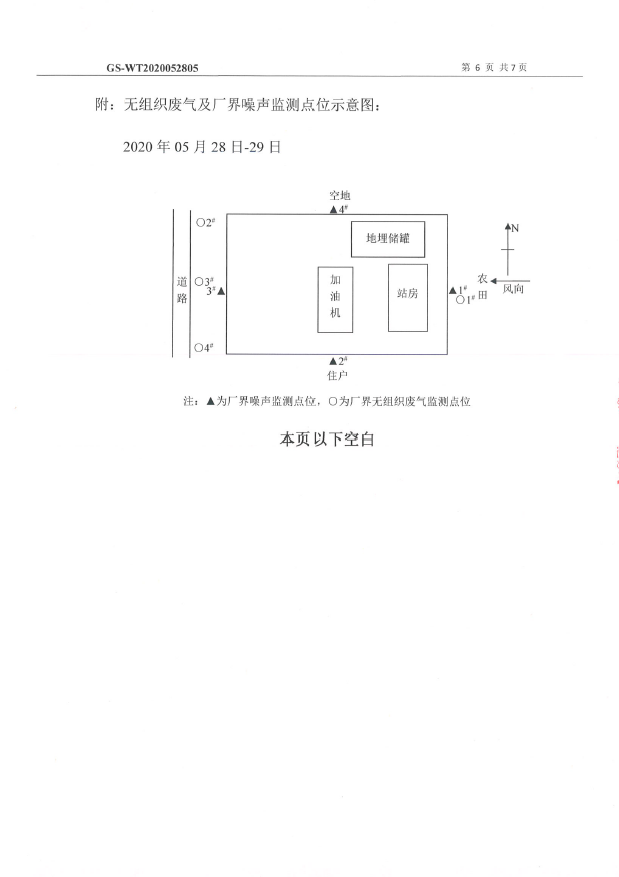 GS-WT2020052805 第 6 页 共 7 页
附：无组织废气及厂界噪声监测点位示意图：
2020 年 05 月 28 日-29 日
空地
▲4#
○2#
地埋储罐
N
道路
○3#
3#▲
加油机
站房
▲1#
○1#
农田
风向
○4#
▲2#
住户
注：▲为厂界噪声监测点位，○为厂界无组织废气监测点位
本页以下空白